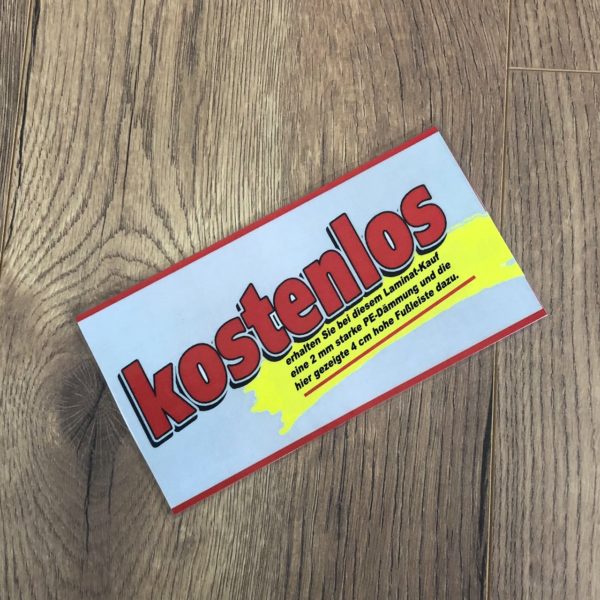 kostenlos
erhalten Sie bei diesem Laminat-Kauf
eine 2 mm starke PE-Dämmung und die
hier gezeigte 4 cm hohe Fußleiste dazu.